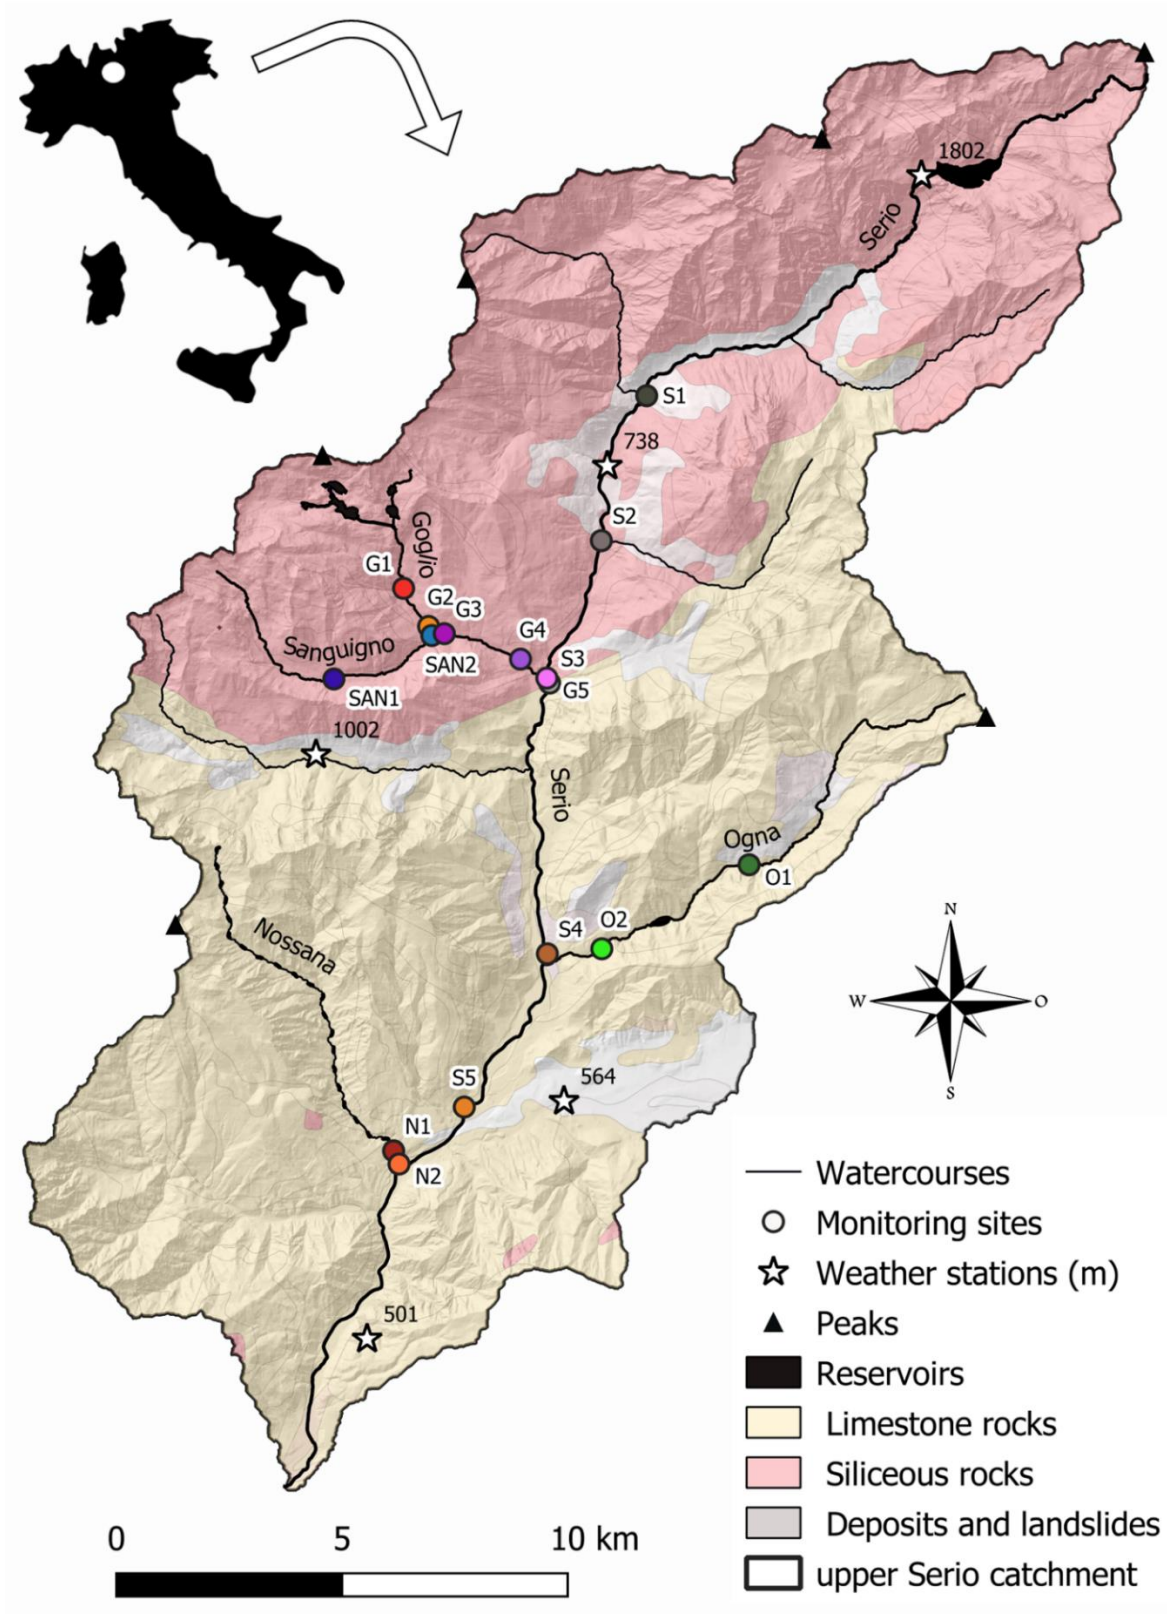 1802
Serio
S1
738
S2
Goglio
G1
G2
G3
G4
Sanguigno
SAN2
S3
G5
SAN1
1002
Serio
Ogna
O1
O2
S4
Nossana
N
W
O
S
S5
564
N1
N2
501
Watercourses
Monitoring sites
Weather stations (m)
Peaks
Reservoirs
Limestone rocks
Siliceous rocks
Deposits and landslides
upper Serio catchment
0 5 10 km